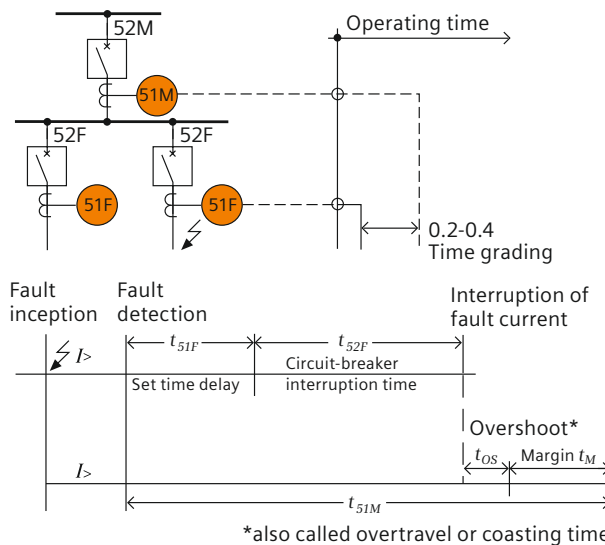 52M
Operating time
51M
52F
52F
51F
51F
0.2-0.4
Time grading
Fault
inception
Fault
detection
Interruption of
fault current
t51F
t52F
I>
Set time delay
Circuit-breaker
interruption time
Overshoot*
I>
tOS
Margin tM
t51M
*also called overtravel or coasting time